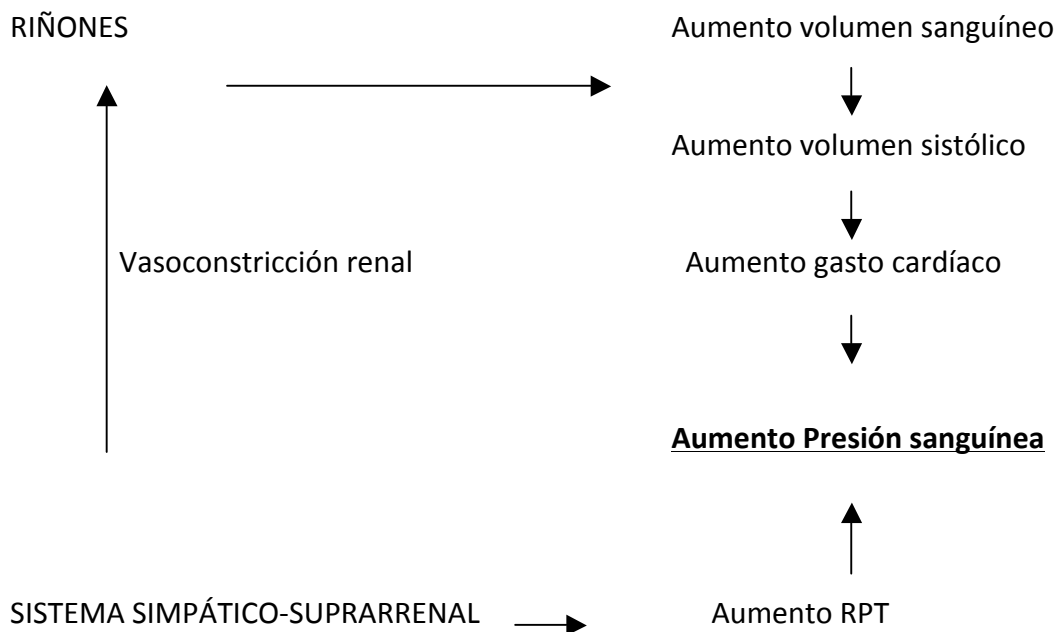 RIÑONES
Aumento volumen sanguíneo
Aumento volumen sistólico
Vasoconstricción renal
Aumento gasto cardíaco
Aumento Presión sanguínea
SISTEMA SIMPÁTICO-SUPRARRENAL
Aumento RPT